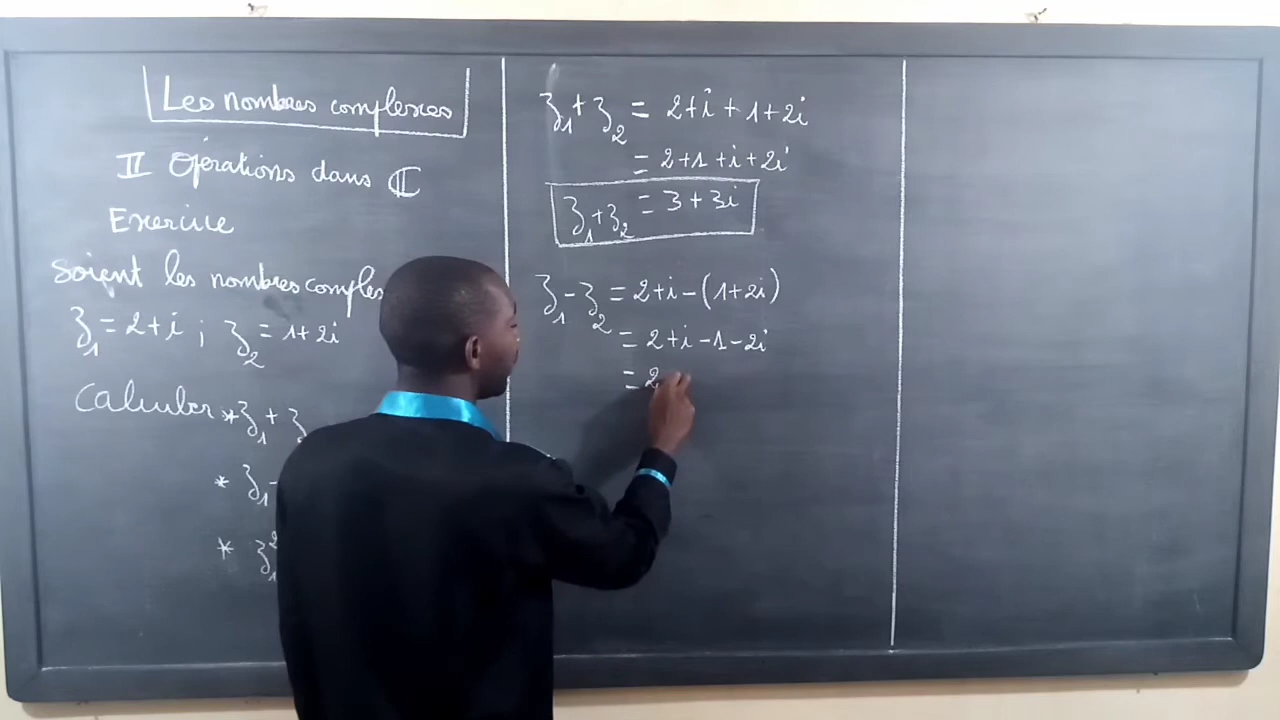 Les nombres complexes
II Opérations dans ℂ
Exercice
Soient les nombres complexes
z₁ = 2+i ; z₂ = 1+2i
Calculer * z₁ + z
* z₁ -
* z₁²
z₁+z₂ = 2+i+1+2i
= 2+1+i+2i
z₁+z₂ = 3+3i
z₁-z₂ = 2+i-(1+2i)
= 2+i-1-2i
= 2